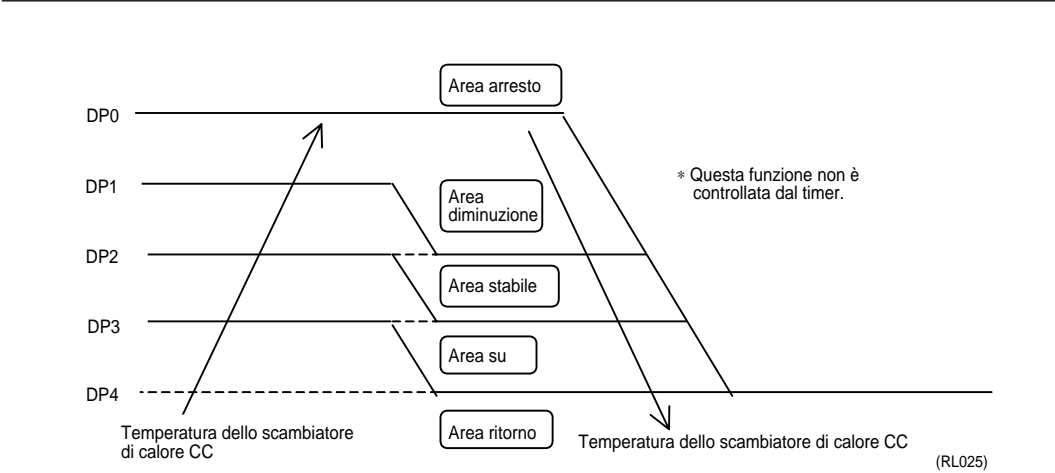 Area arresto
DP0
DP1
* Questa funzione non è
controllata dal timer.
Area
diminuzione
DP2
Area stabile
DP3
Area su
DP4
Temperatura dello scambiatore
di calore CC
Area ritorno
Temperatura dello scambiatore di calore CC
(RL025)